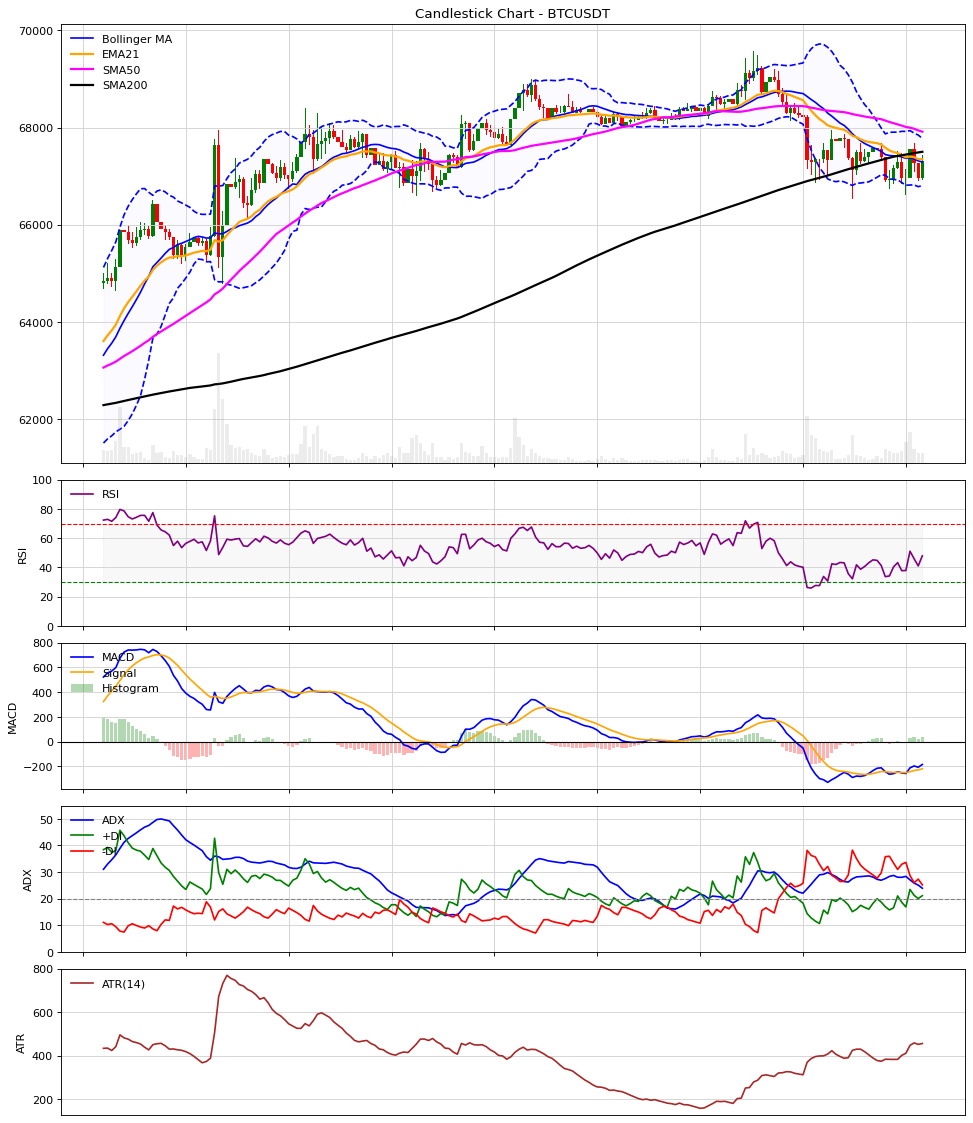 Candlestick Chart - BTCUSDT
70000
Bollinger MA
EMA21
SMA50
SMA200
68000
66000
64000
62000
100
RSI
80
60
RSI
40
20
0
800
MACD
600
Signal
400
Histogram
200
MACD
0
−200
50
ADX
+DI
40
-DI
30
ADX
20
10
0
800
ATR(14)
600
ATR
400
200